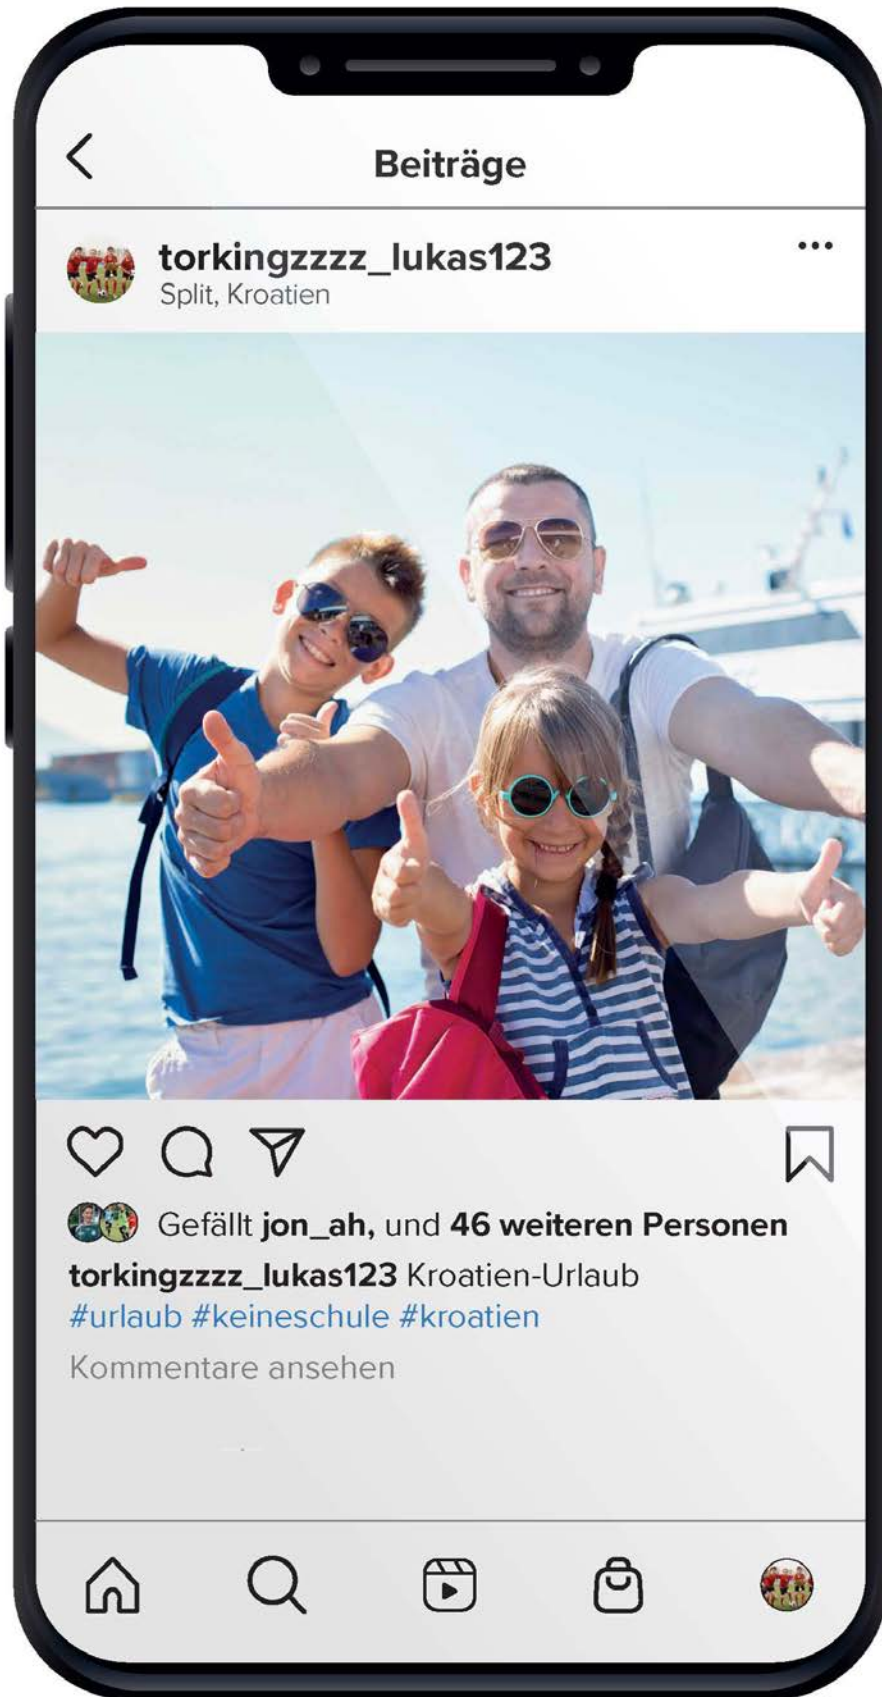 Beiträge
torkingzzzz_lukas123
Split, Kroatien
Gefällt jon_ah, und 46 weiteren Personen
torkingzzzz_lukas123 Kroatien-Urlaub
#urlaub #keineschule #kroatien
Kommentare ansehen